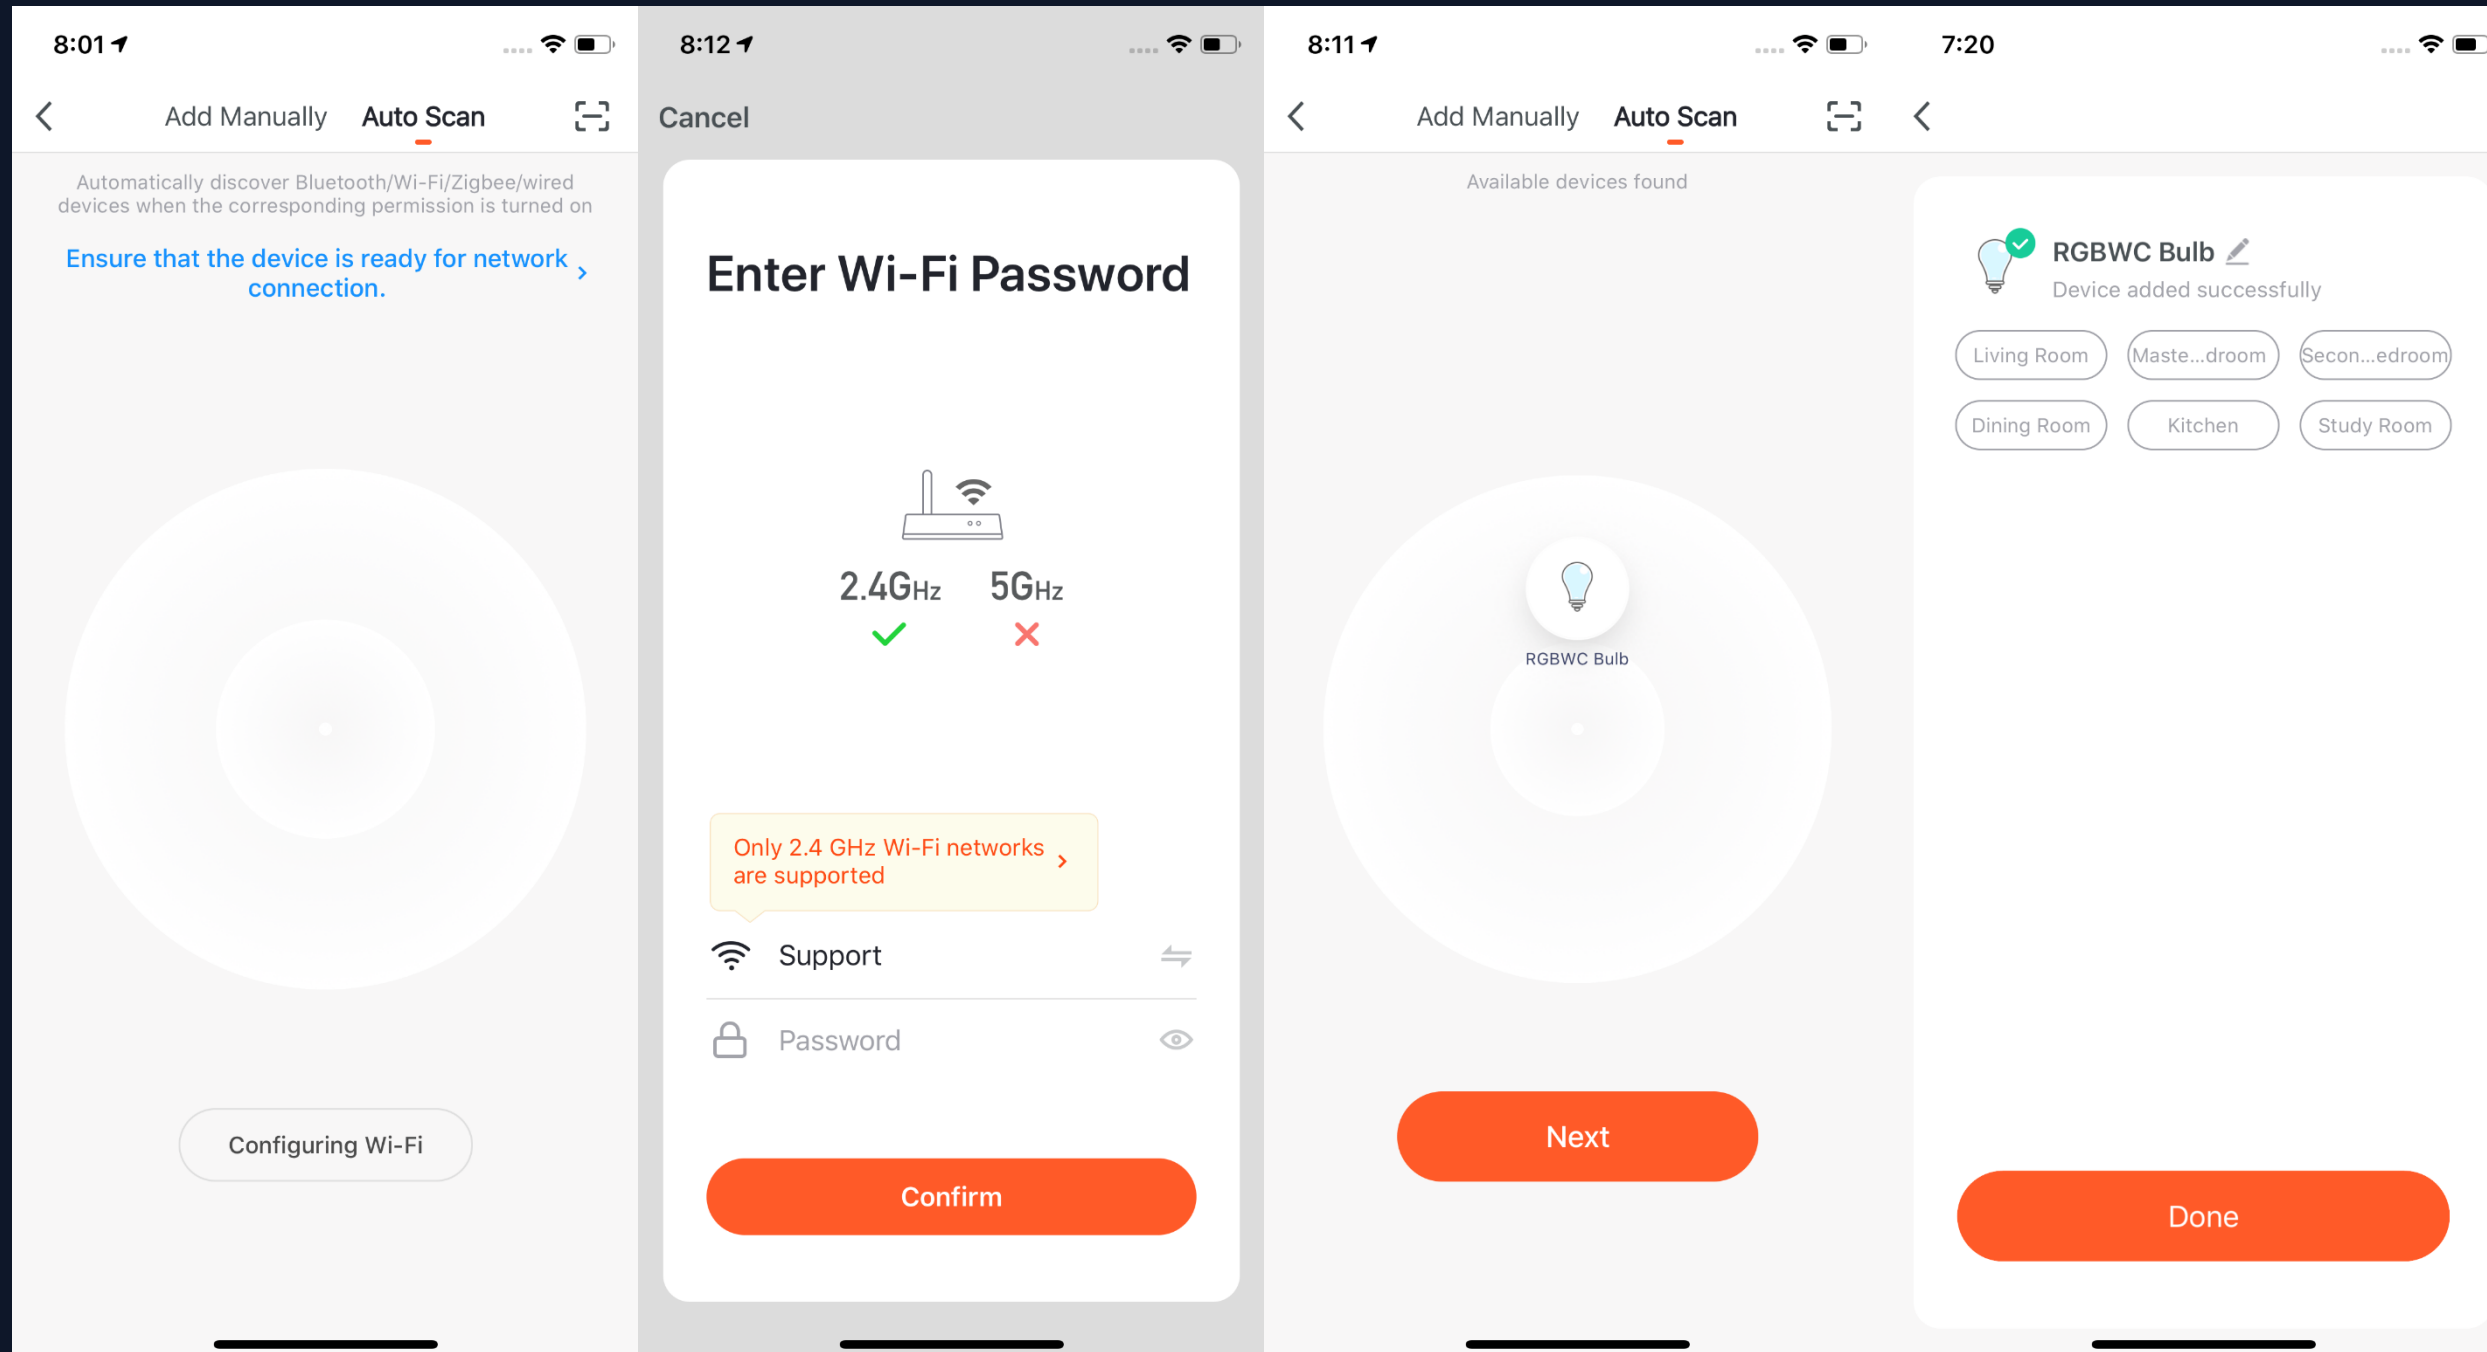 8:01
Add Manually Auto Scan
Automatically discover Bluetooth/Wi-Fi/Zigbee/wired
devices when the corresponding permission is turned on
Ensure that the device is ready for network
connection.
Configuring Wi-Fi
8:12
Cancel
Enter Wi-Fi Password
2.4GHz 5GHz
Only 2.4 GHz Wi-Fi networks
are supported
Support
Password
Confirm
8:11
Add Manually Auto Scan
Available devices found
RGBWC Bulb
Next
7:20
RGBWC Bulb
Device added successfully
Living Room Maste...droom Secon...edroom
Dining Room Kitchen Study Room
Done